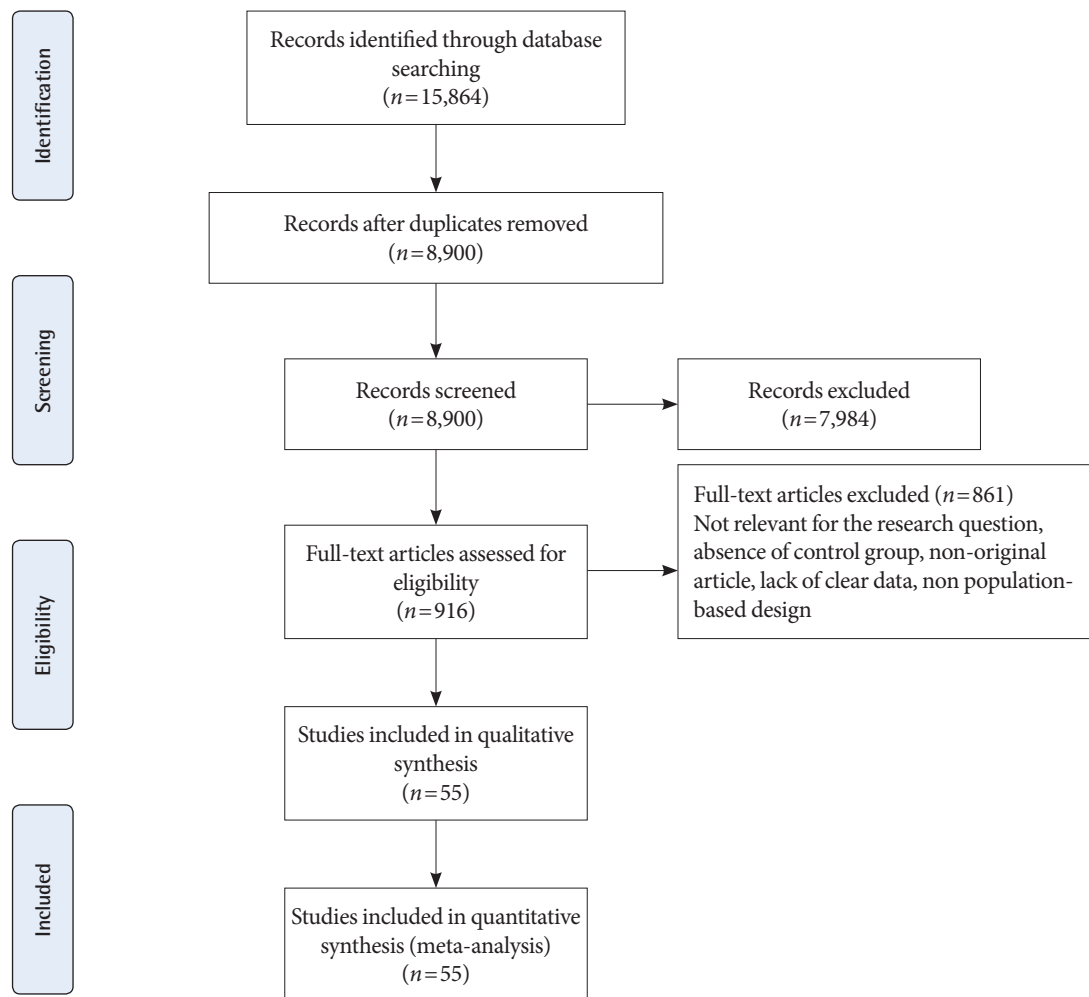 Identification
Records identified through database
searching
(n=15,864)
Records after duplicates removed
(n=8,900)
Screening
Records screened
(n=8,900)
Records excluded
(n=7,984)
Eligibility
Full-text articles assessed for
eligibility
(n=916)
Full-text articles excluded (n=861)
Not relevant for the research question,
absence of control group, non-original
article, lack of clear data, non population-
based design
Studies included in qualitative
synthesis
(n=55)
Included
Studies included in quantitative
synthesis (meta-analysis)
(n=55)